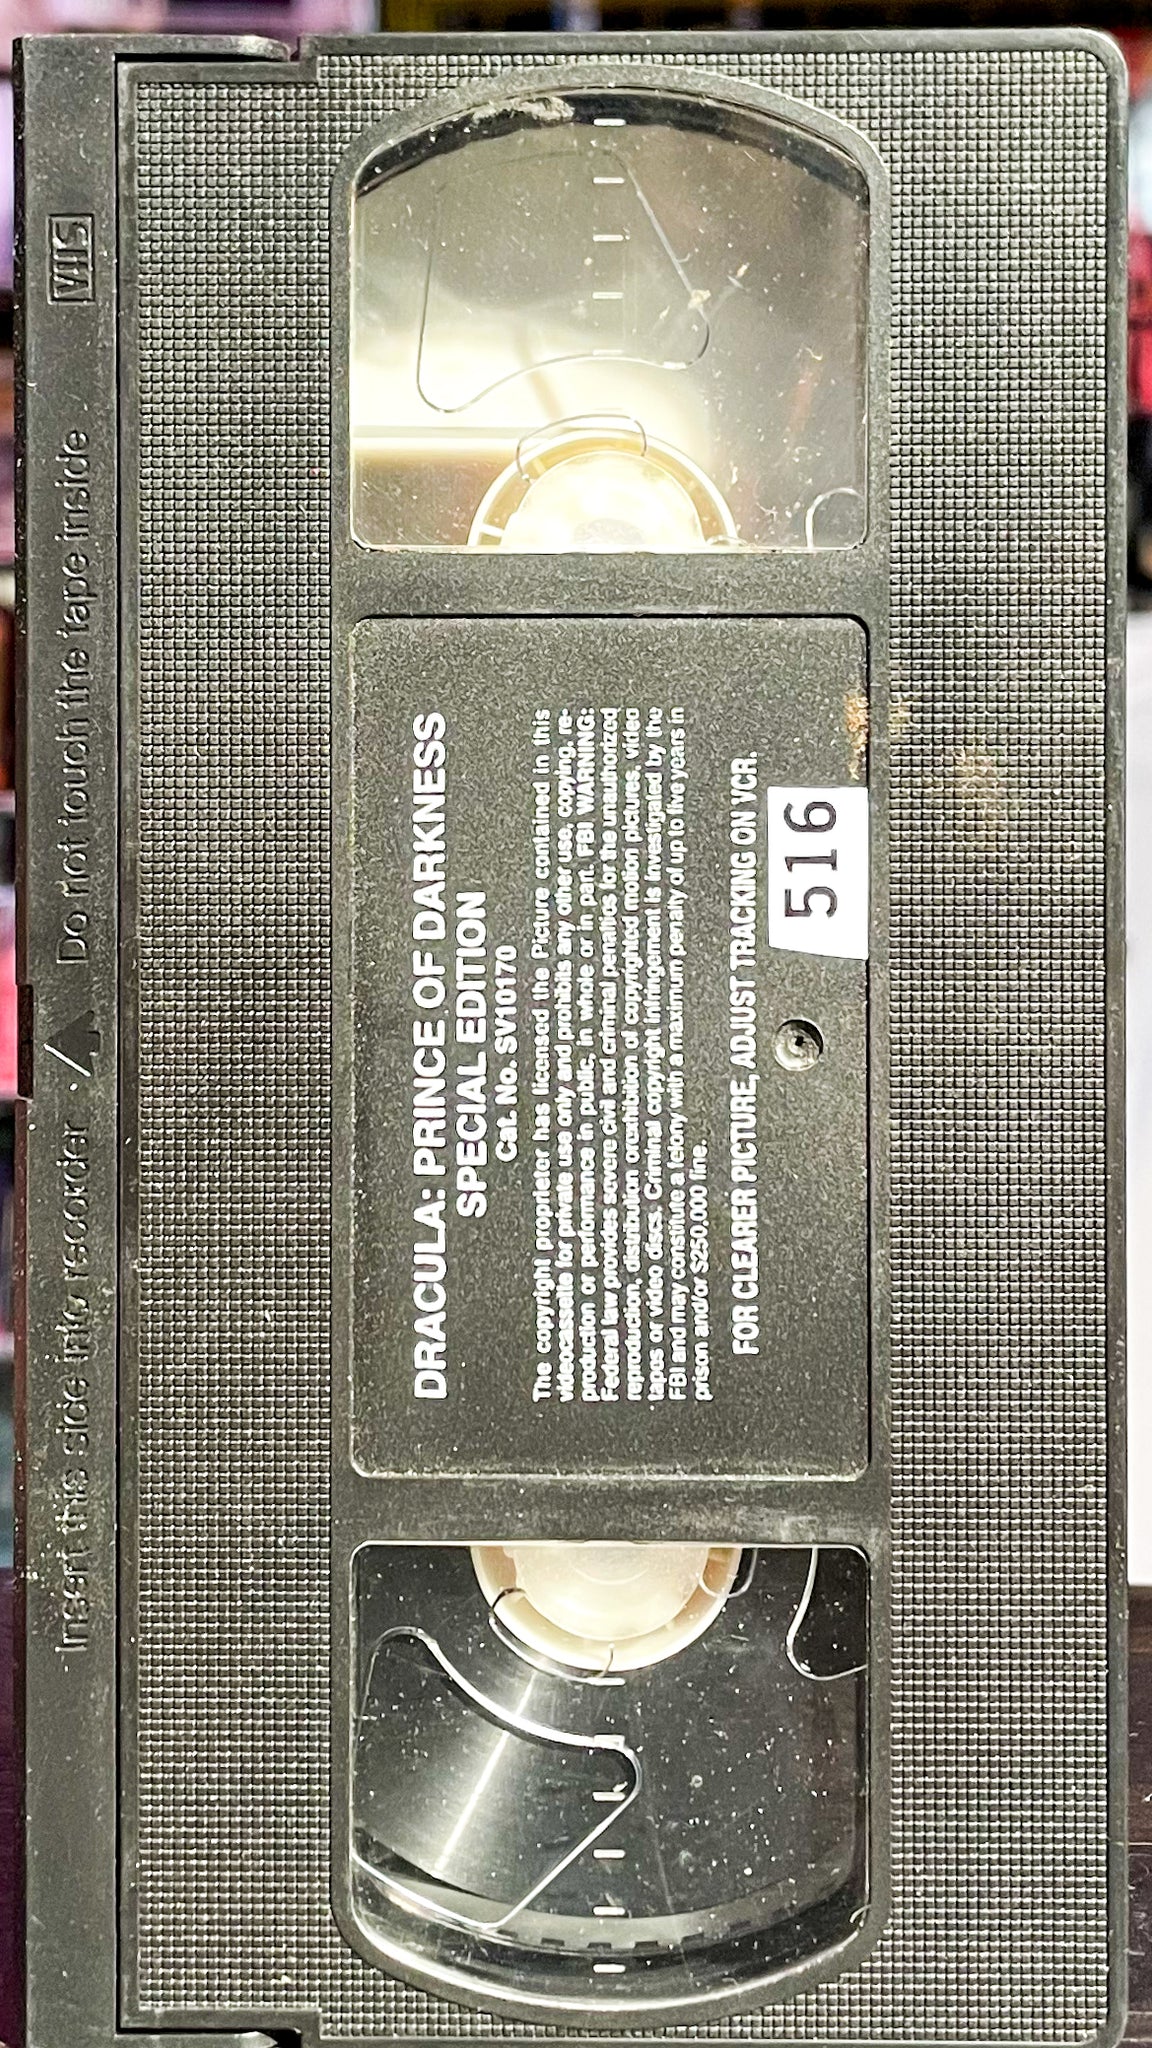 VHS
Insert this side into recorder
Do not touch the tape inside
DRACULA: PRINCE OF DARKNESS
SPECIAL EDITION
Cat. No. SV10170
The copyright proprietor has licensed the Picture contained in this
videocassette for private use only and prohibits any other use, copying, re-
production or performance in public, in whole or in part. FBI WARNING:
Federal law provides severe civil and criminal penalties for the unauthorized
reproduction, distribution or exhibition of copyrighted motion pictures, video
tapes or video discs. Criminal copyright infringement is investigated by the
FBI and may constitute a felony with a maximum penalty of up to five years in
prison and/or $250,000 fine.
FOR CLEARER PICTURE, ADJUST TRACKING ON VCR.
516